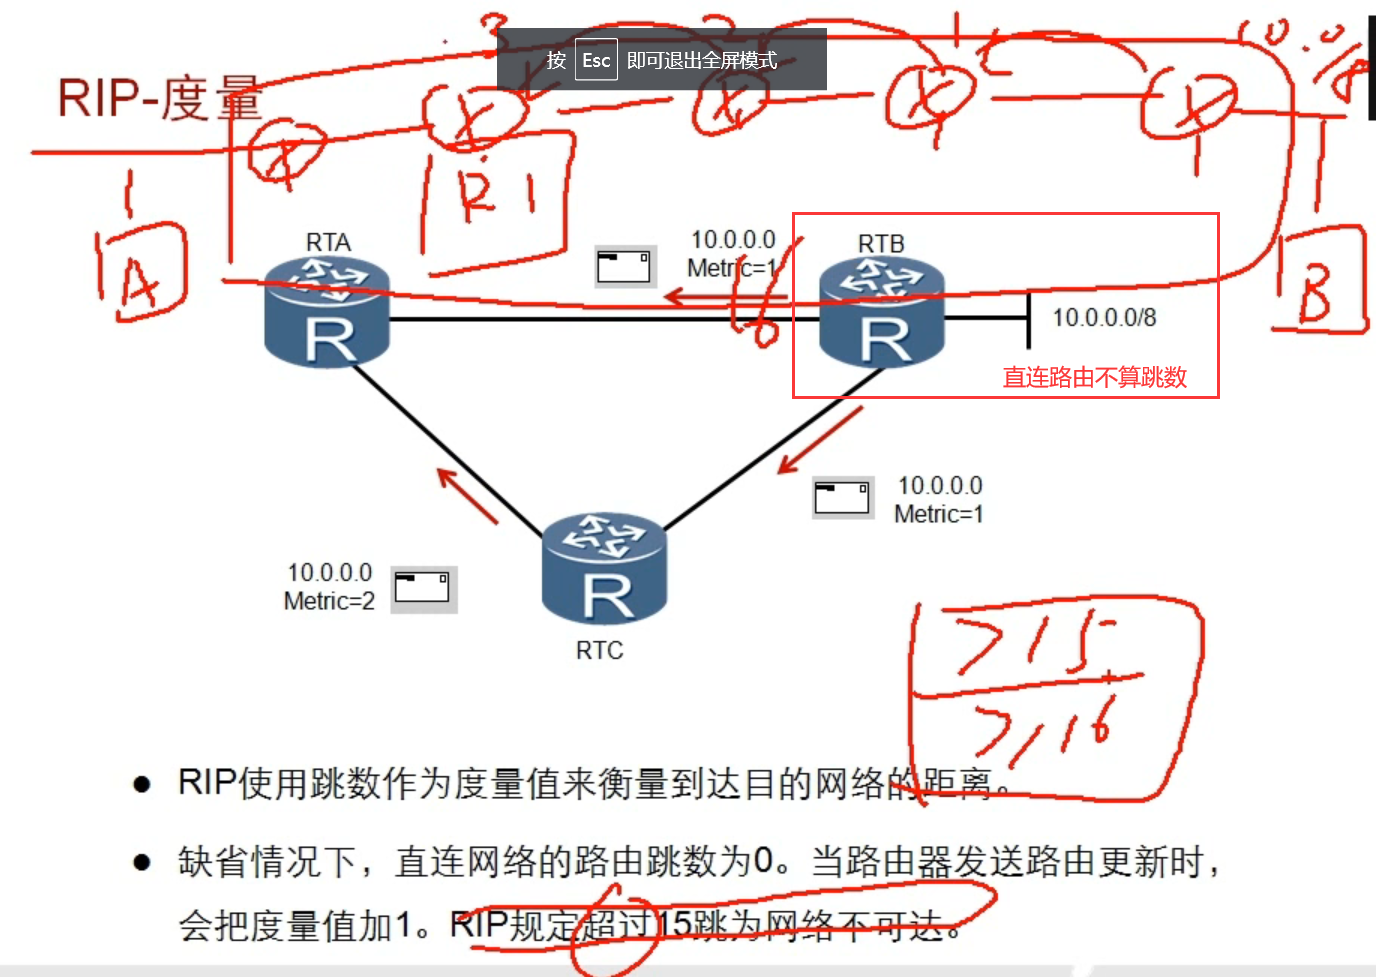 3 2 1 10.0/8
按 Esc 即可退出全屏模式
RIP-度量
R1
A
B
RTA
10.0.0.0
Metric=1
16
RTB
10.0.0.0/8
直连路由不算跳数
10.0.0.0
Metric=1
10.0.0.0
Metric=2
RTC
>15
≥16
● RIP使用跳数作为度量值来衡量到达目的网络的距离。
● 缺省情况下，直连网络的路由跳数为0。当路由器发送路由更新时，
会把度量值加1。RIP规定超过15跳为网络不可达。